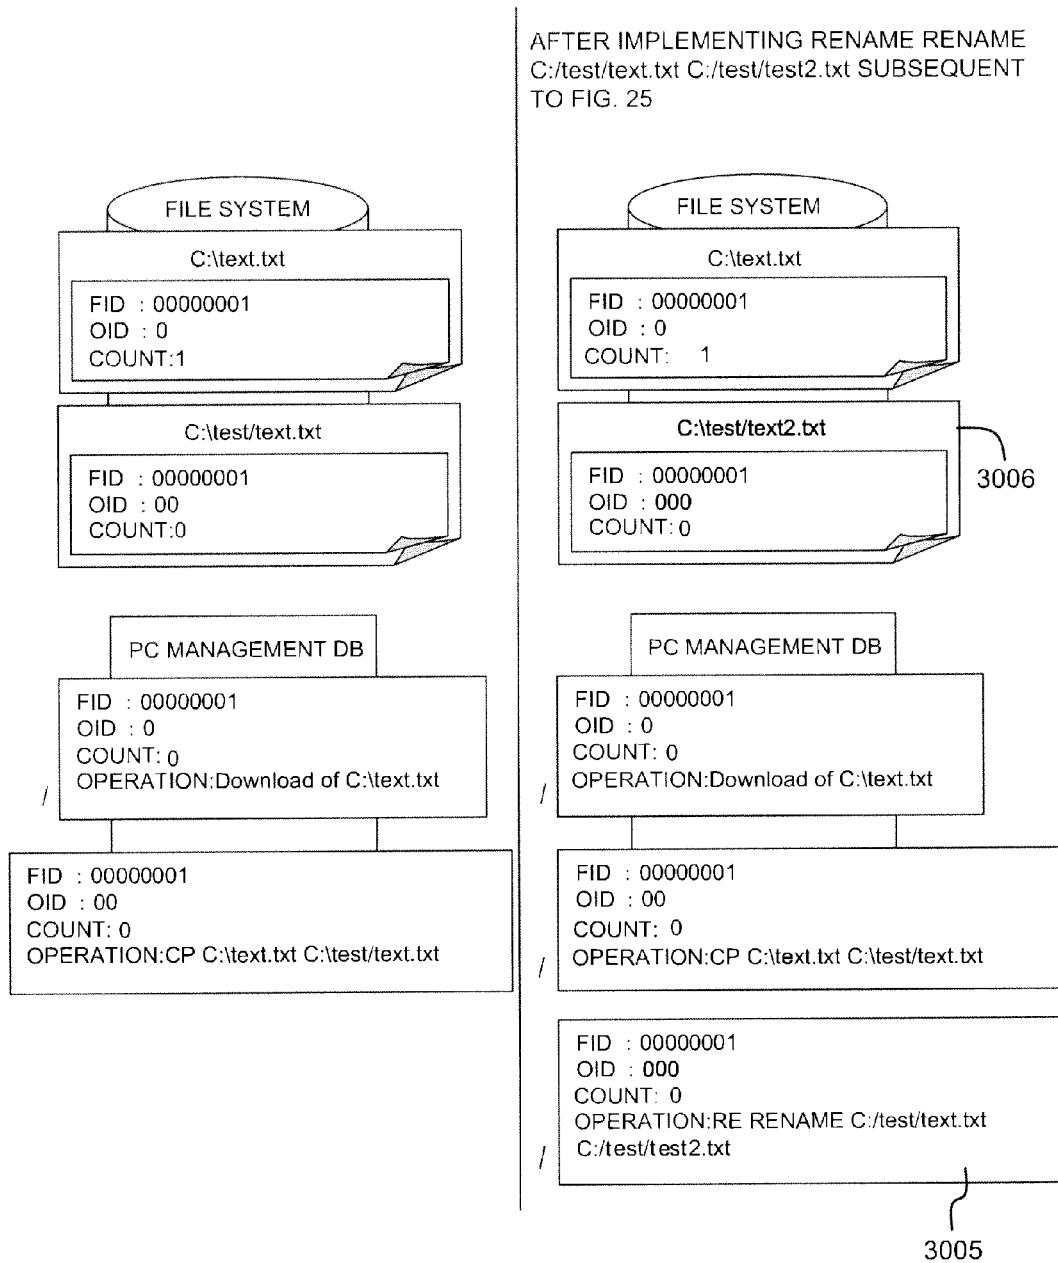 FILE SYSTEM
C:\text.txt
FID : 00000001
OID : 0
COUNT:1
C:\test/text.txt
FID : 00000001
OID : 00
COUNT:0
PC MANAGEMENT DB
FID : 00000001
OID : 0
COUNT: 0
OPERATION:Download of C:\text.txt
/
FID : 00000001
OID : 00
COUNT: 0
OPERATION:CP C:\text.txt C:\test/text.txt
AFTER IMPLEMENTING RENAME RENAME
C:/test/text.txt C:/test/test2.txt SUBSEQUENT
TO FIG. 25
FILE SYSTEM
C:\text.txt
FID : 00000001
OID : 0
COUNT: 1
C:\test/text2.txt
FID : 00000001
OID : 000
COUNT: 0
3006
PC MANAGEMENT DB
FID : 00000001
OID : 0
COUNT: 0
OPERATION:Download of C:\text.txt
/
FID : 00000001
OID : 00
COUNT: 0
OPERATION:CP C:\text.txt C:\test/text.txt
/
FID : 00000001
OID : 000
COUNT: 0
OPERATION:RE RENAME C:/test/text.txt
C:/test/test2.txt
/
3005